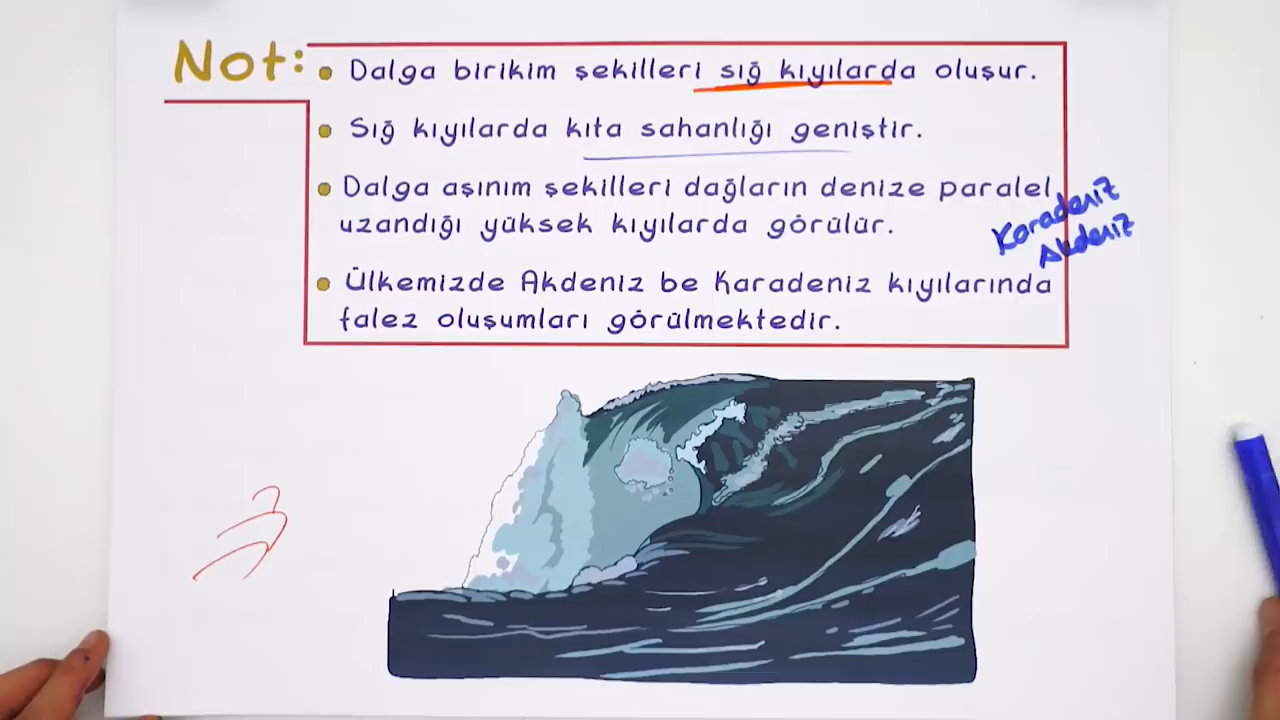 Not:
Dalga birikim şekilleri sığ kıyılarda oluşur.
Sığ kıyılarda kıta sahanlığı geniştir.
Dalga aşınım şekilleri dağların denize paralel
uzandığı yüksek kıyılarda görülür.
Karadeniz
Akdeniz
Ülkemizde Akdeniz be Karadeniz kıyılarında
falez oluşumları görülmektedir.